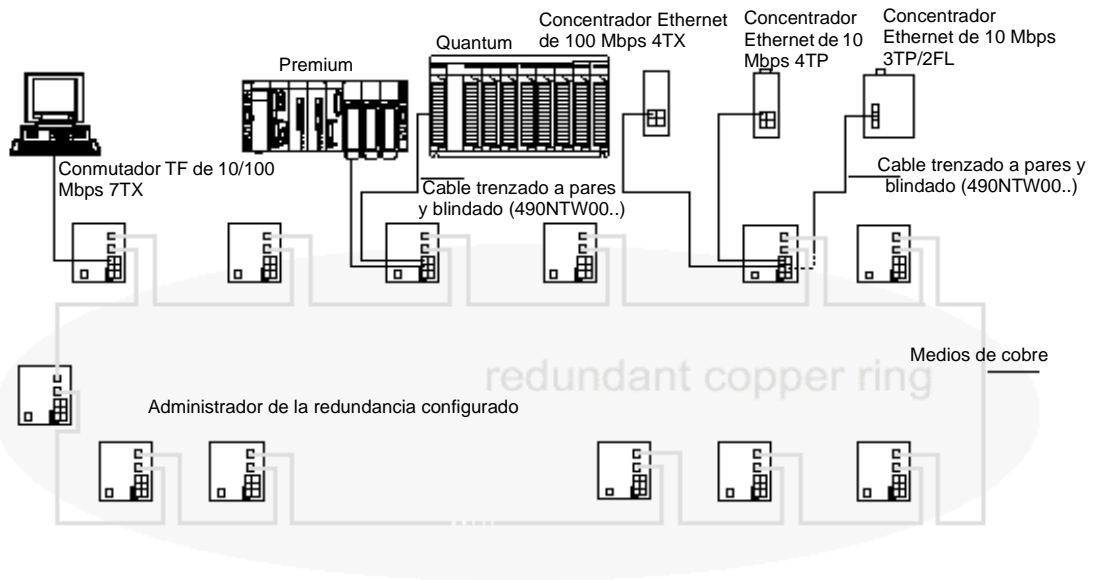 Concentrador Ethernet
de 100 Mbps 4TX
Concentrador
Ethernet de 10
Mbps 4TP
Concentrador
Ethernet de 10 Mbps
3TP/2FL
Quantum
Premium
Conmutador TF de 10/100
Mbps 7TX
Cable trenzado a pares
y blindado (490NTW00..)
Cable trenzado a pares y
blindado (490NTW00..)
Medios de cobre
redundant copper ring
Administrador de la redundancia configurado